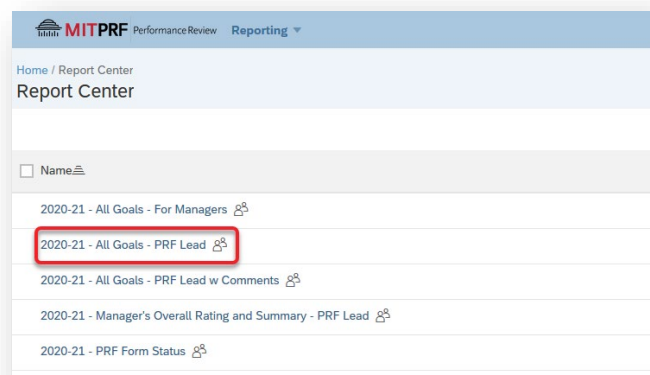 MITPRF Performance Review Reporting
Home / Report Center
Report Center
Name
2020-21 - All Goals - For Managers
2020-21 - All Goals - PRF Lead
2020-21 - All Goals - PRF Lead w Comments
2020-21 - Manager's Overall Rating and Summary - PRF Lead
2020-21 - PRF Form Status